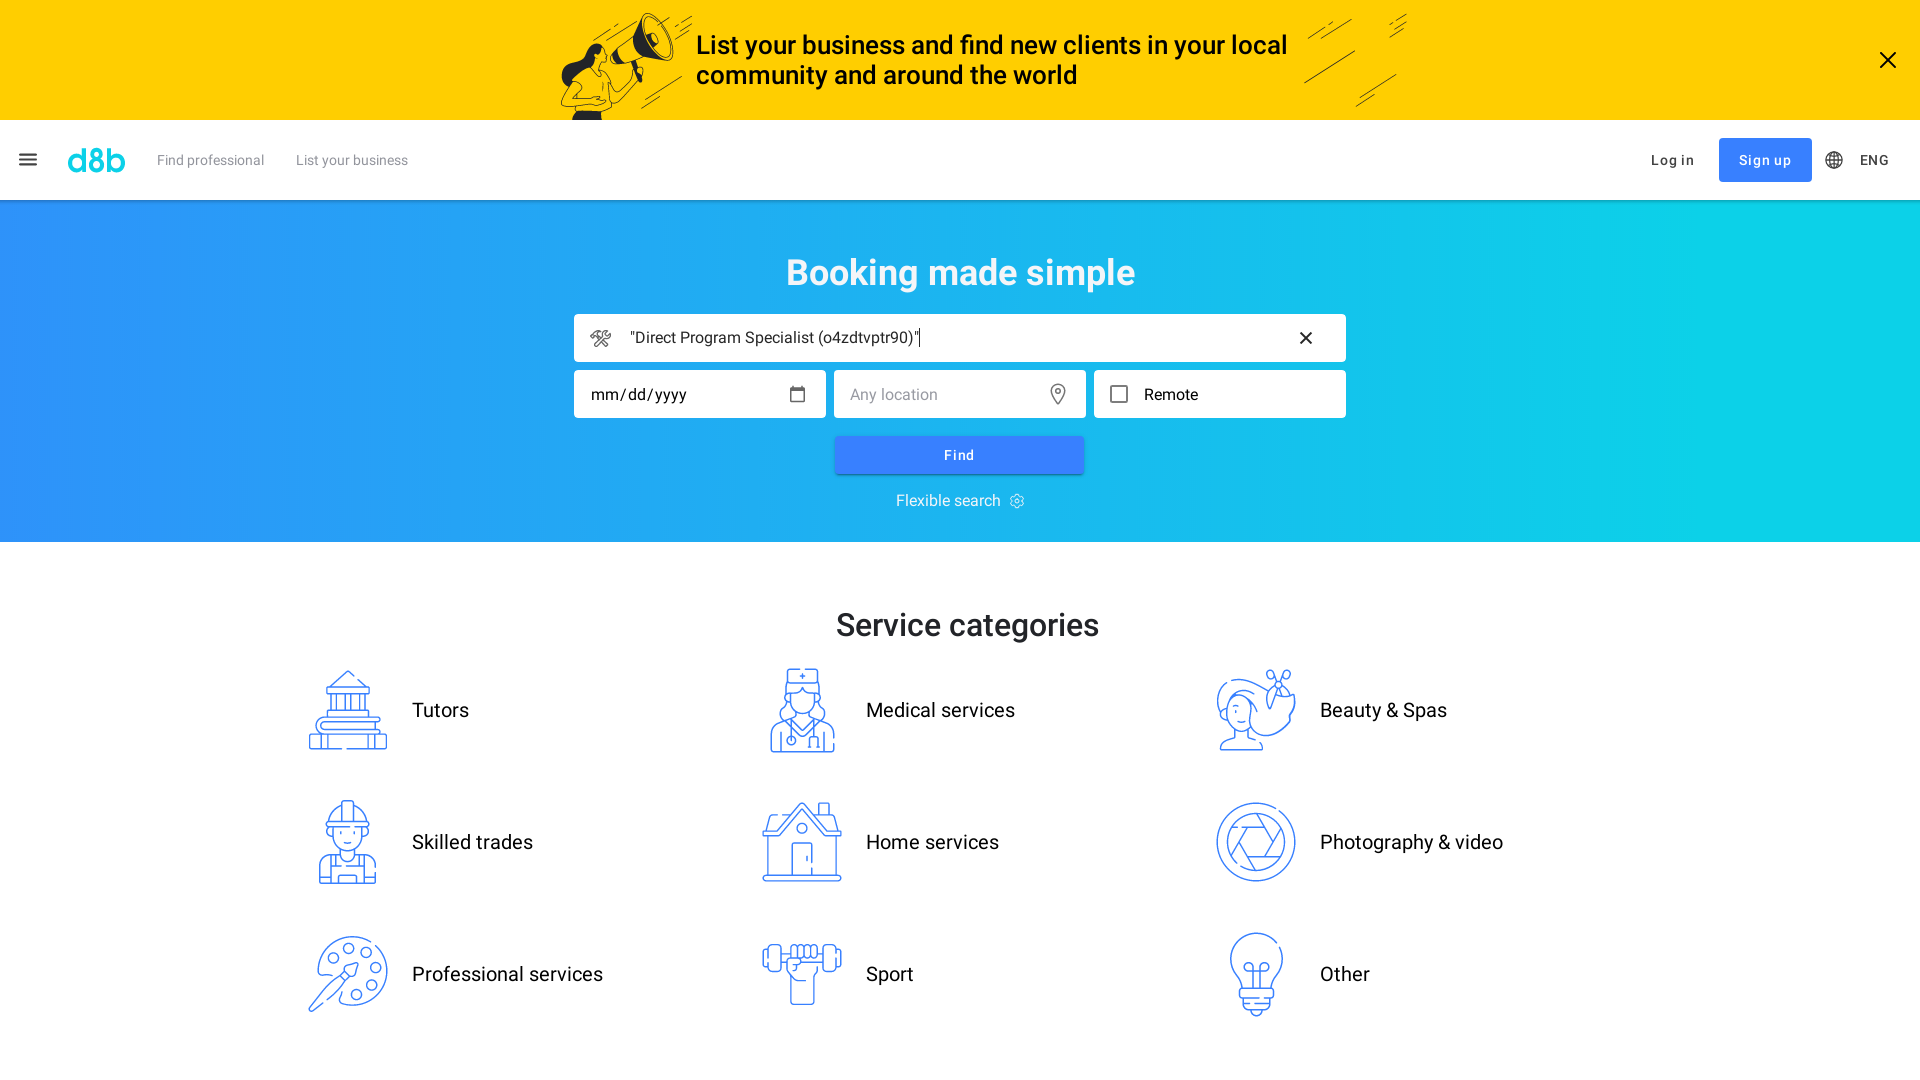 List your business and find new clients in your local
community and around the world
d8b
Find professional
List your business
Log in
Sign up
ENG
Booking made simple
"Direct Program Specialist (o4zdtvptr90)"
mm/dd/yyyy
Any location
Remote
Find
Flexible search
Service categories
Tutors
Medical services
Beauty & Spas
Skilled trades
Home services
Photography & video
Professional services
Sport
Other